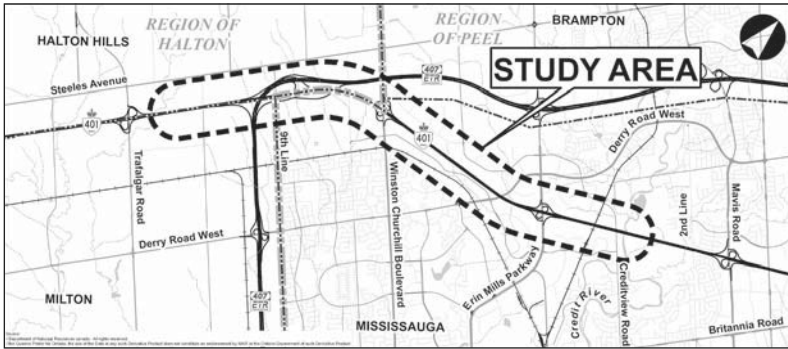 REGION OF
HALTON
REGION
OF PEEL
BRAMPTON
HALTON HILLS
Steeles Avenue
407
ETR
STUDY AREA
401
401
Derry Road West
9th Line
Trafalgar Road
Winston Churchill Boulevard
2nd Line
Mavis Road
Derry Road West
Erin Mills Parkway
Creditview Road
Credit River
407
ETR
MILTON
MISSISSAUGA
Britannia Road